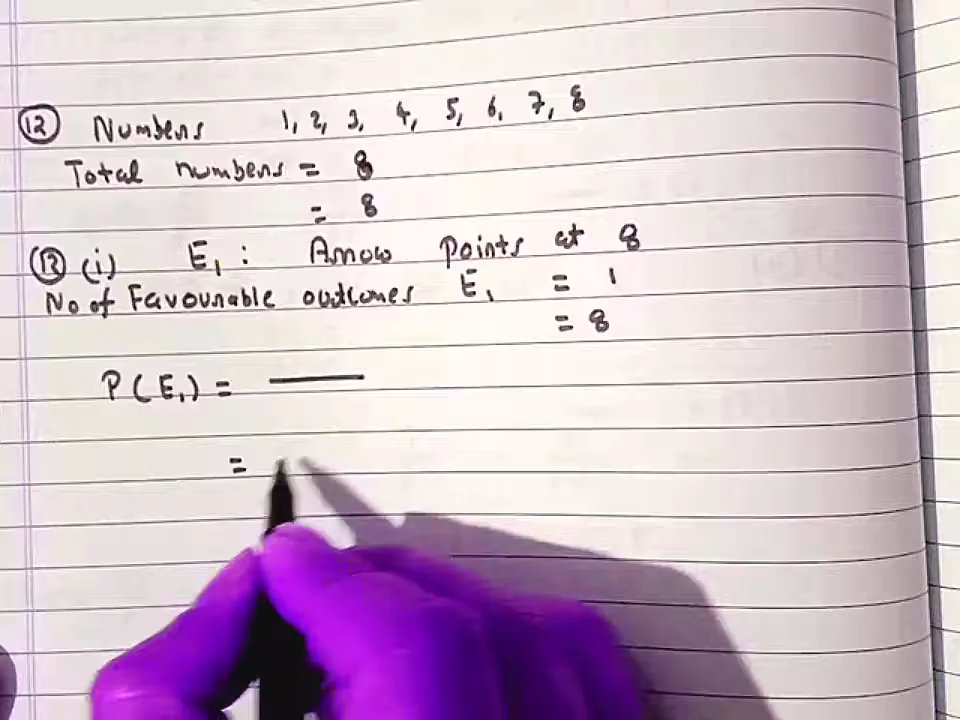 12 Numbers 1, 2, 3, 4, 5, 6, 7, 8
Total numbers = 8
= 8
12 (i) E1 : Arrow points at 8
No of Favourable outcomes E1 = 1
= 8
P(E1) =
=